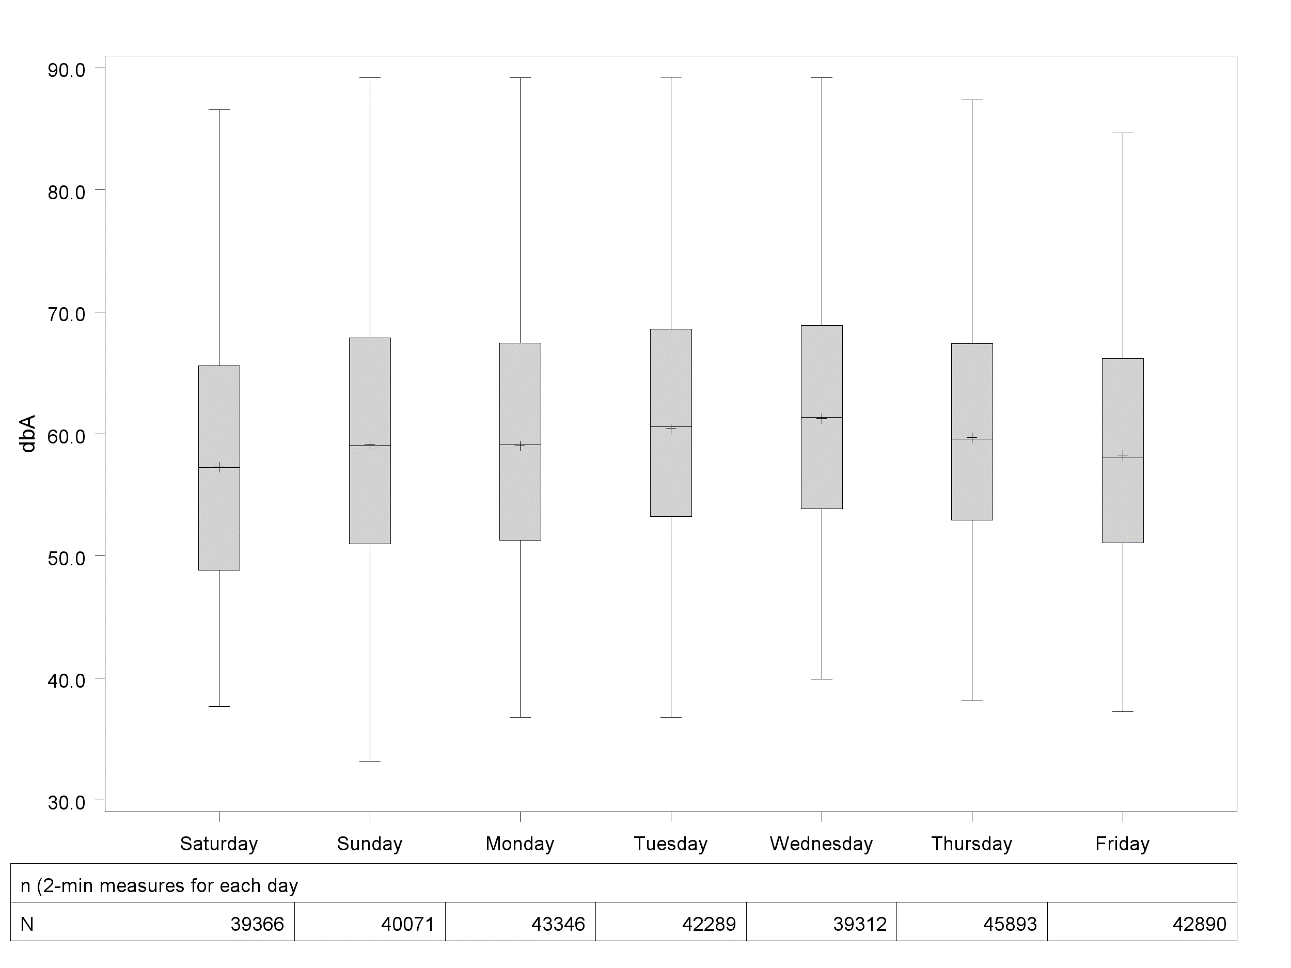 90.0
80.0
70.0
60.0
50.0
40.0
30.0
dbA
Saturday Sunday Monday Tuesday Wednesday Thursday Friday
n (2-min measures for each day
N 39366 40071 43346 42289 39312 45893 42890